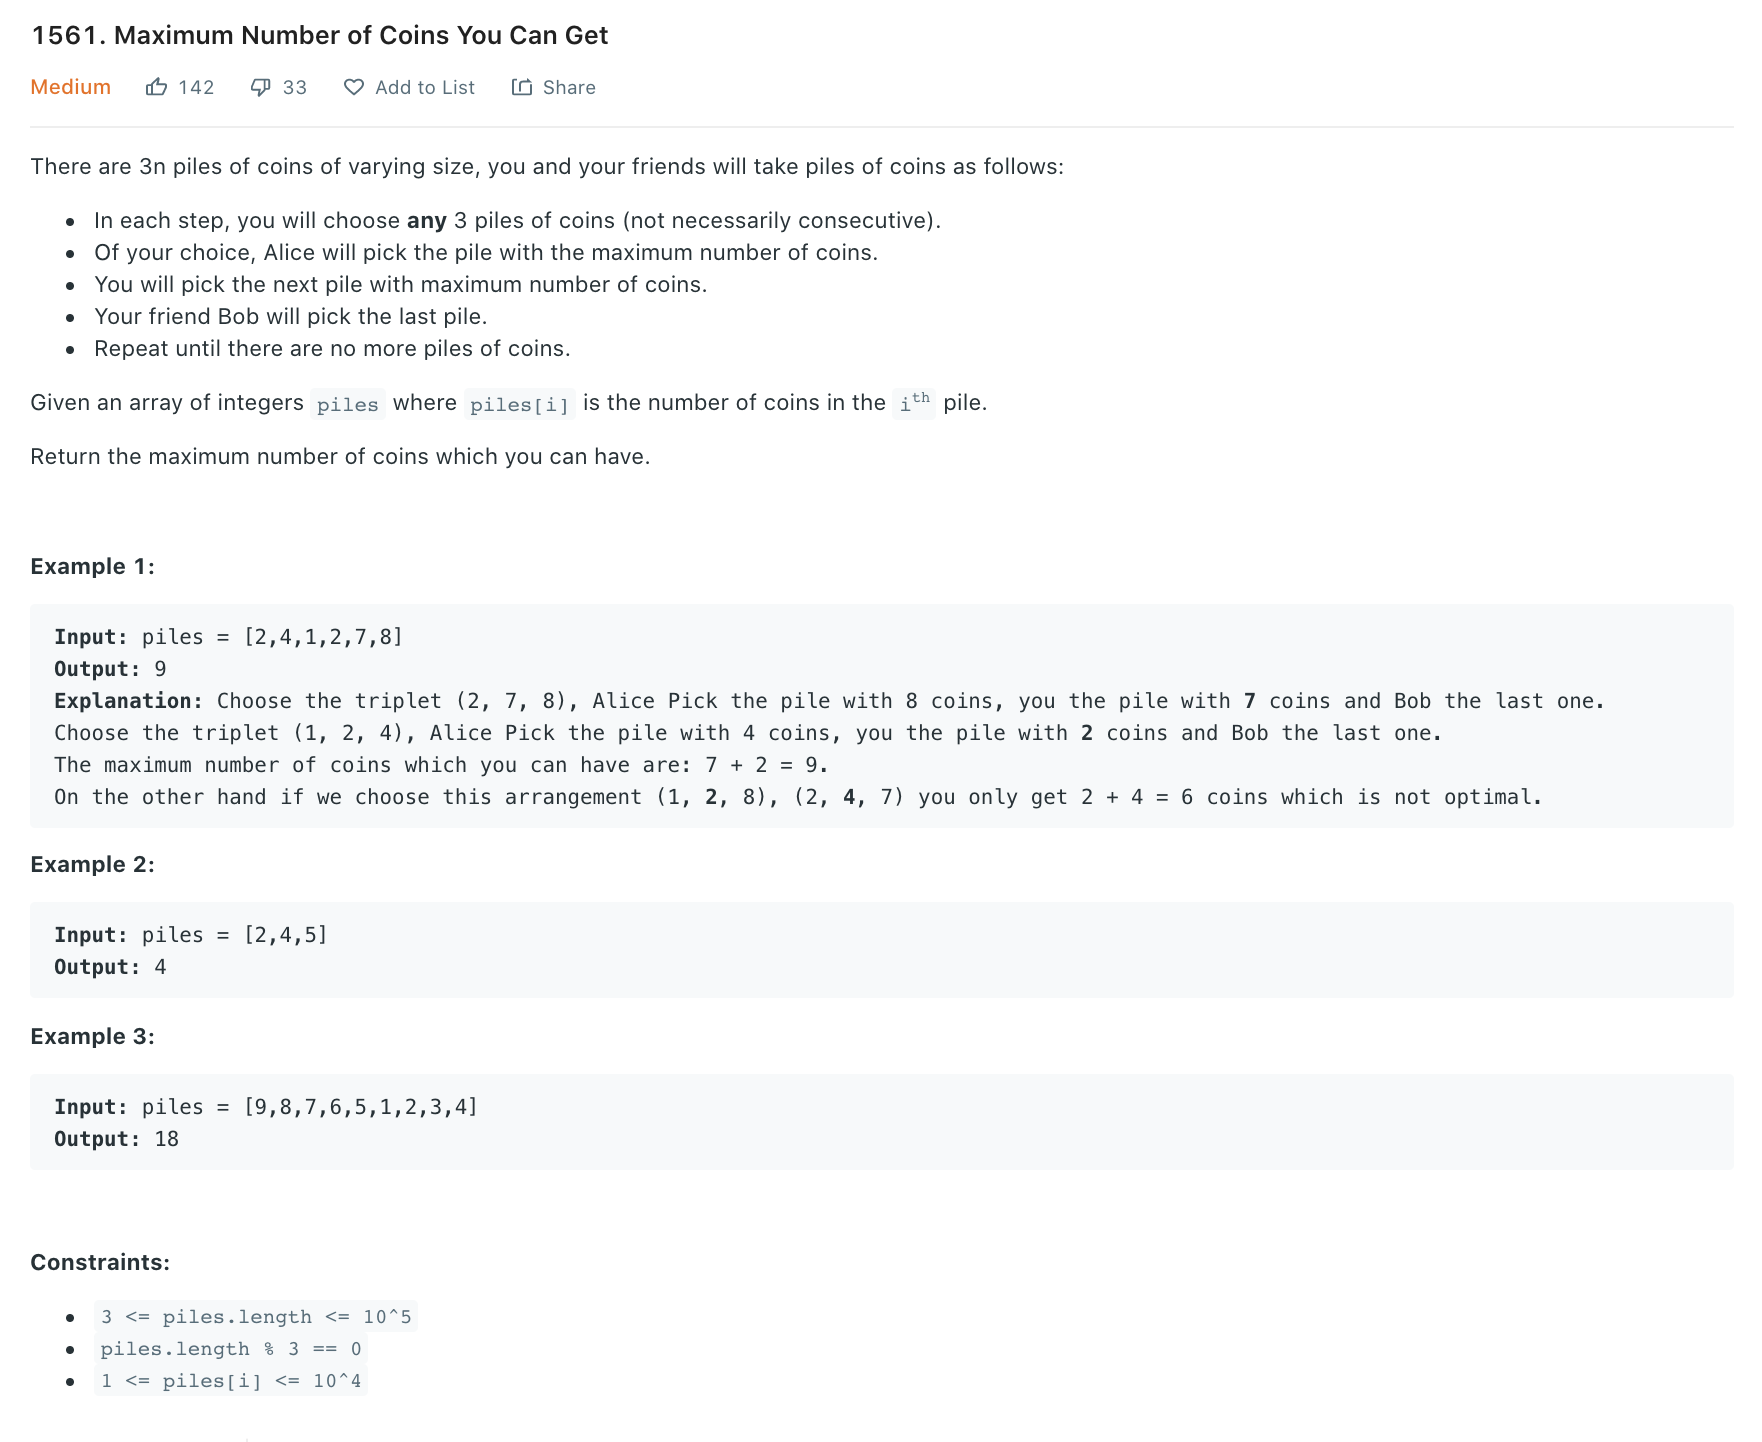 1561. Maximum Number of Coins You Can Get
Medium 142 33 Add to List Share
There are 3n piles of coins of varying size, you and your friends will take piles of coins as follows:
• In each step, you will choose any 3 piles of coins (not necessarily consecutive).
• Of your choice, Alice will pick the pile with the maximum number of coins.
• You will pick the next pile with maximum number of coins.
• Your friend Bob will pick the last pile.
• Repeat until there are no more piles of coins.
Given an array of integers piles where piles[i] is the number of coins in the iᵗʰ pile.
Return the maximum number of coins which you can have.
Example 1:
Input: piles = [2,4,1,2,7,8]
Output: 9
Explanation: Choose the triplet (2, 7, 8), Alice Pick the pile with 8 coins, you the pile with 7 coins and Bob the last one.
Choose the triplet (1, 2, 4), Alice Pick the pile with 4 coins, you the pile with 2 coins and Bob the last one.
The maximum number of coins which you can have are: 7 + 2 = 9.
On the other hand if we choose this arrangement (1, 2, 8), (2, 4, 7) you only get 2 + 4 = 6 coins which is not optimal.
Example 2:
Input: piles = [2,4,5]
Output: 4
Example 3:
Input: piles = [9,8,7,6,5,1,2,3,4]
Output: 18
Constraints:
• 3 <= piles.length <= 10^5
• piles.length % 3 == 0
• 1 <= piles[i] <= 10^4